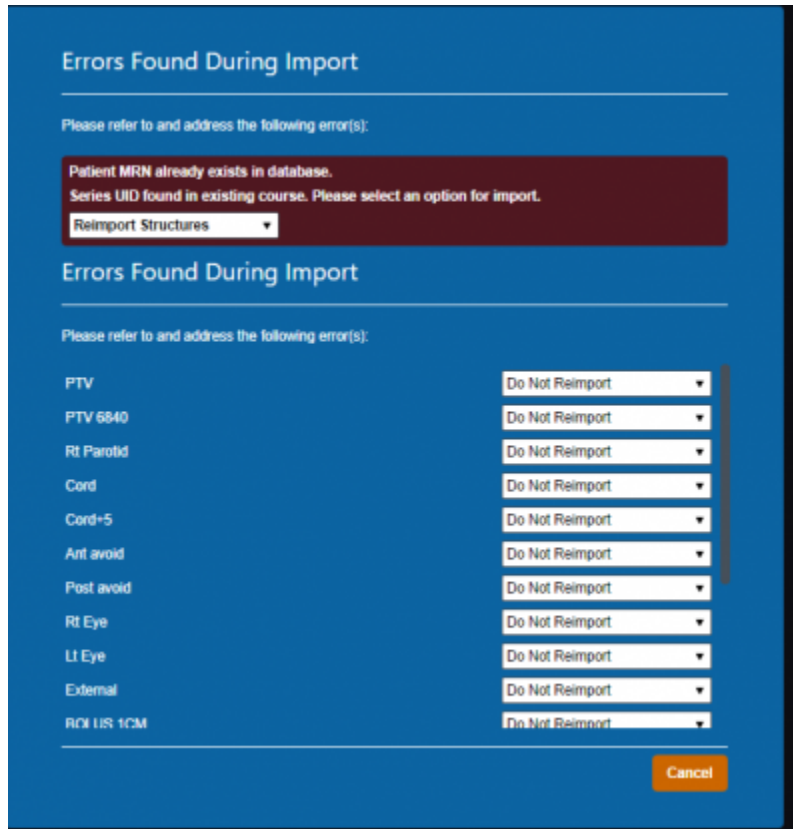 Errors Found During Import
Please refer to and address the following error(s):
Patient MRN already exists in database.
Series UID found in existing course. Please select an option for import.
Reimport Structures
Errors Found During Import
Please refer to and address the following error(s):
PTV Do Not Reimport
PTV 6840 Do Not Reimport
Rt Parotid Do Not Reimport
Cord Do Not Reimport
Cord+5 Do Not Reimport
Ant avoid Do Not Reimport
Post avoid Do Not Reimport
Rt Eye Do Not Reimport
Lt Eye Do Not Reimport
External Do Not Reimport
BOLUS 1CM Do Not Reimport
Cancel